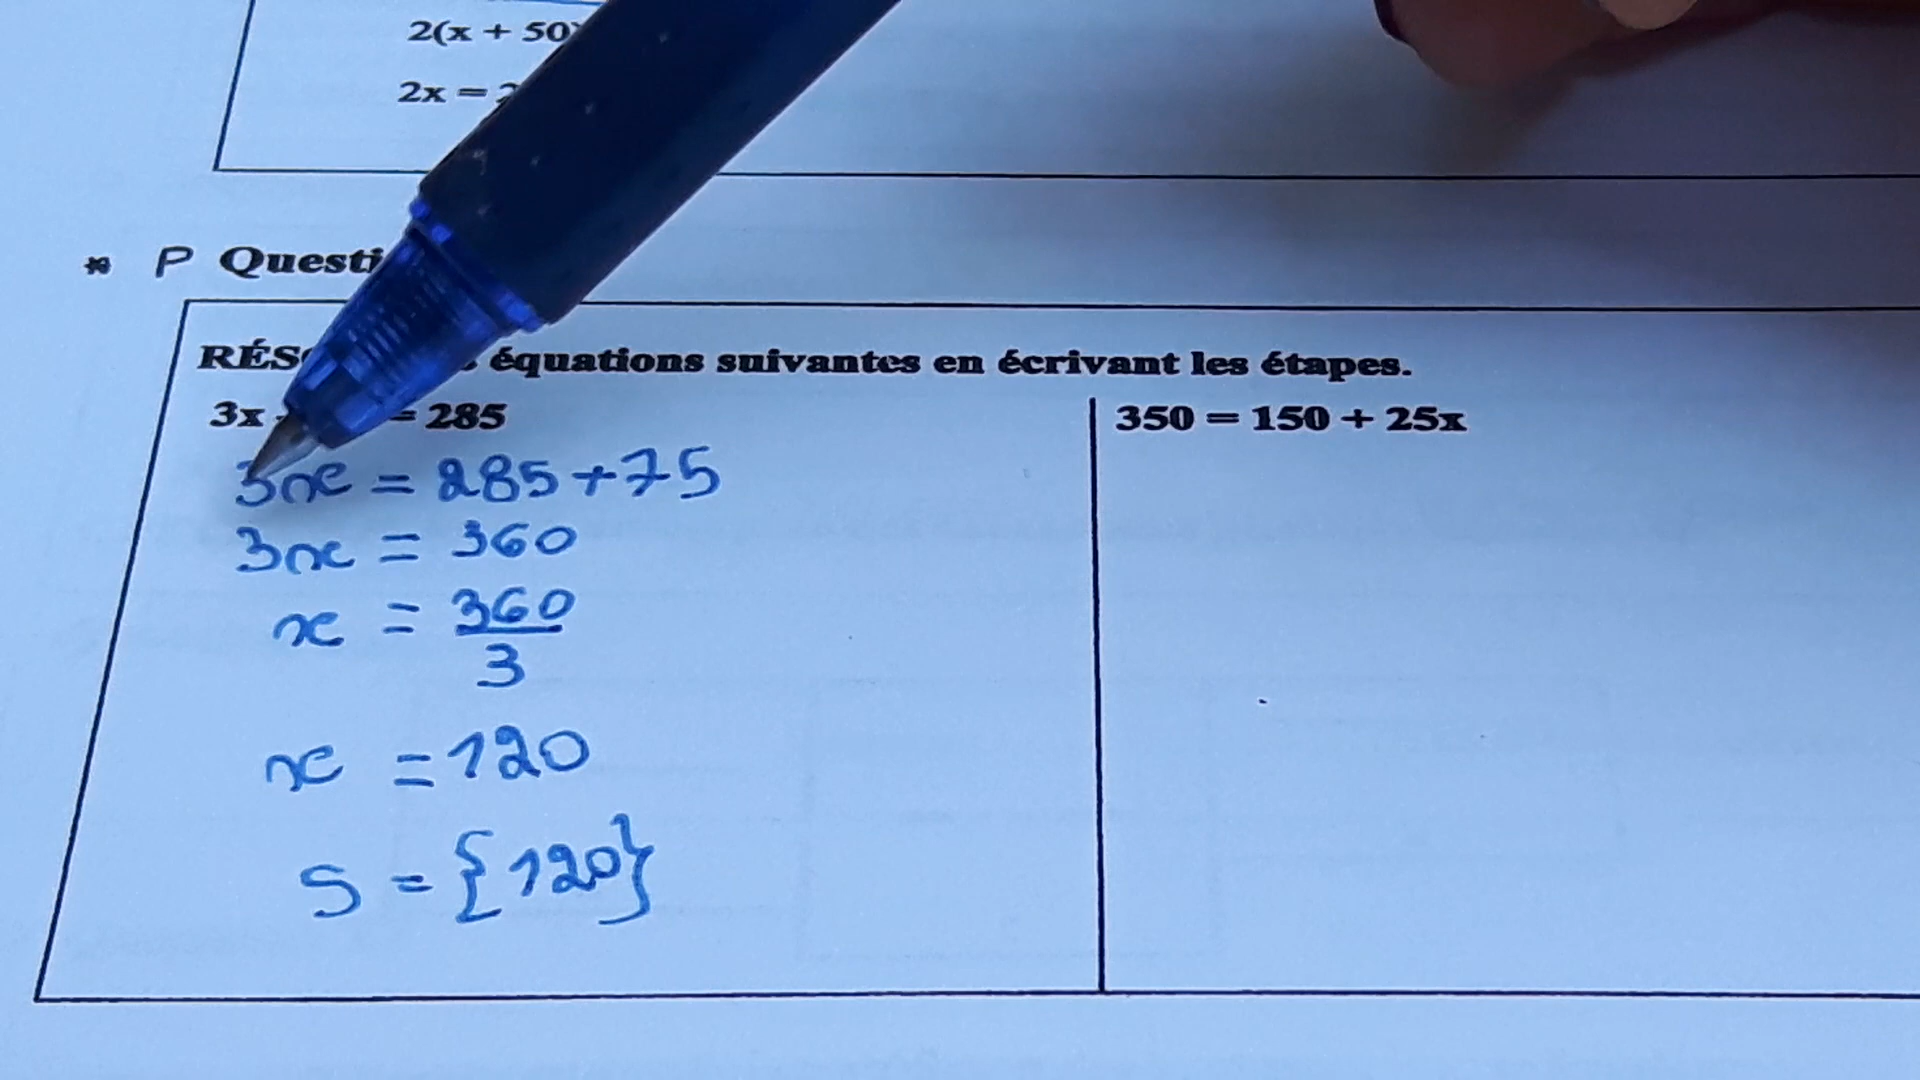 2(x + 50)
2x =
* P Questi
RÉS équations suivantes en écrivant les étapes.
3x = 285
3x = 285 + 75
3x = 360
x = 360
3
x = 120
S = {120}
350 = 150 + 25x